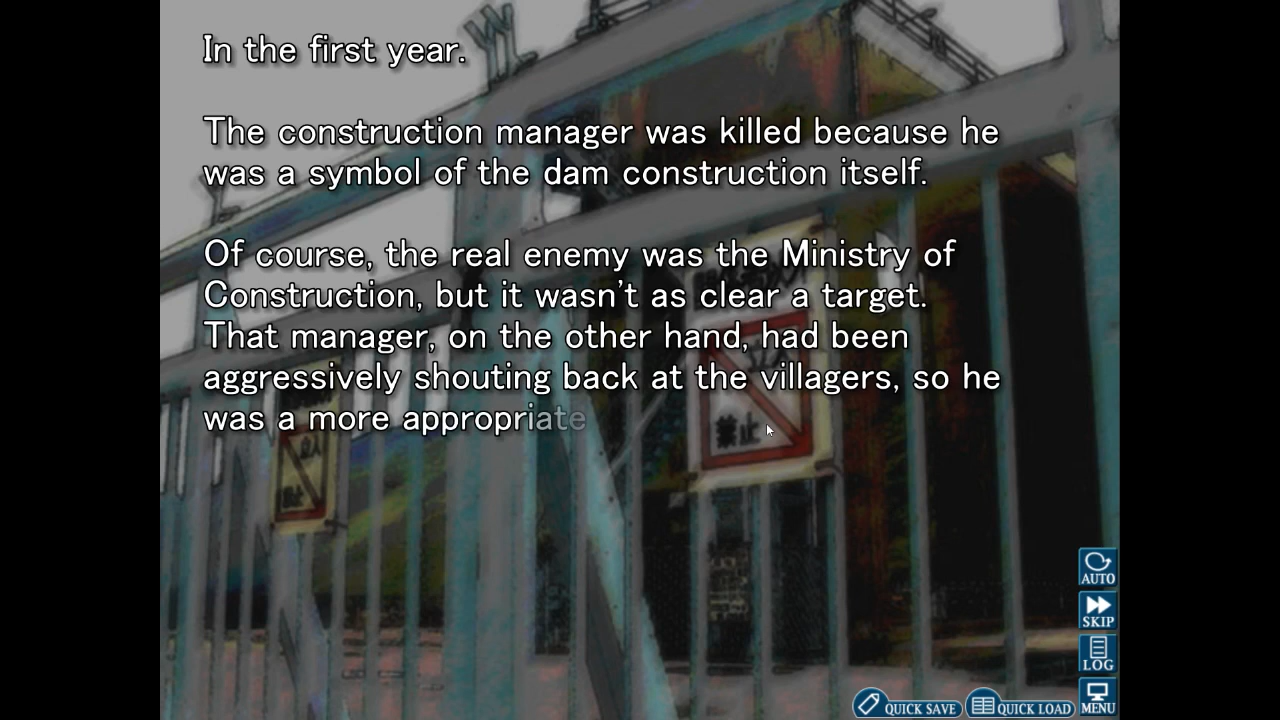 In the first year.
The construction manager was killed because he
was a symbol of the dam construction itself.
Of course, the real enemy was the Ministry of
Construction, but it wasn't as clear a target.
That manager, on the other hand, had been
aggressively shouting back at the villagers, so he
was a more appropriate
禁止
AUTO
SKIP
LOG
MENU
QUICK SAVE
QUICK LOAD